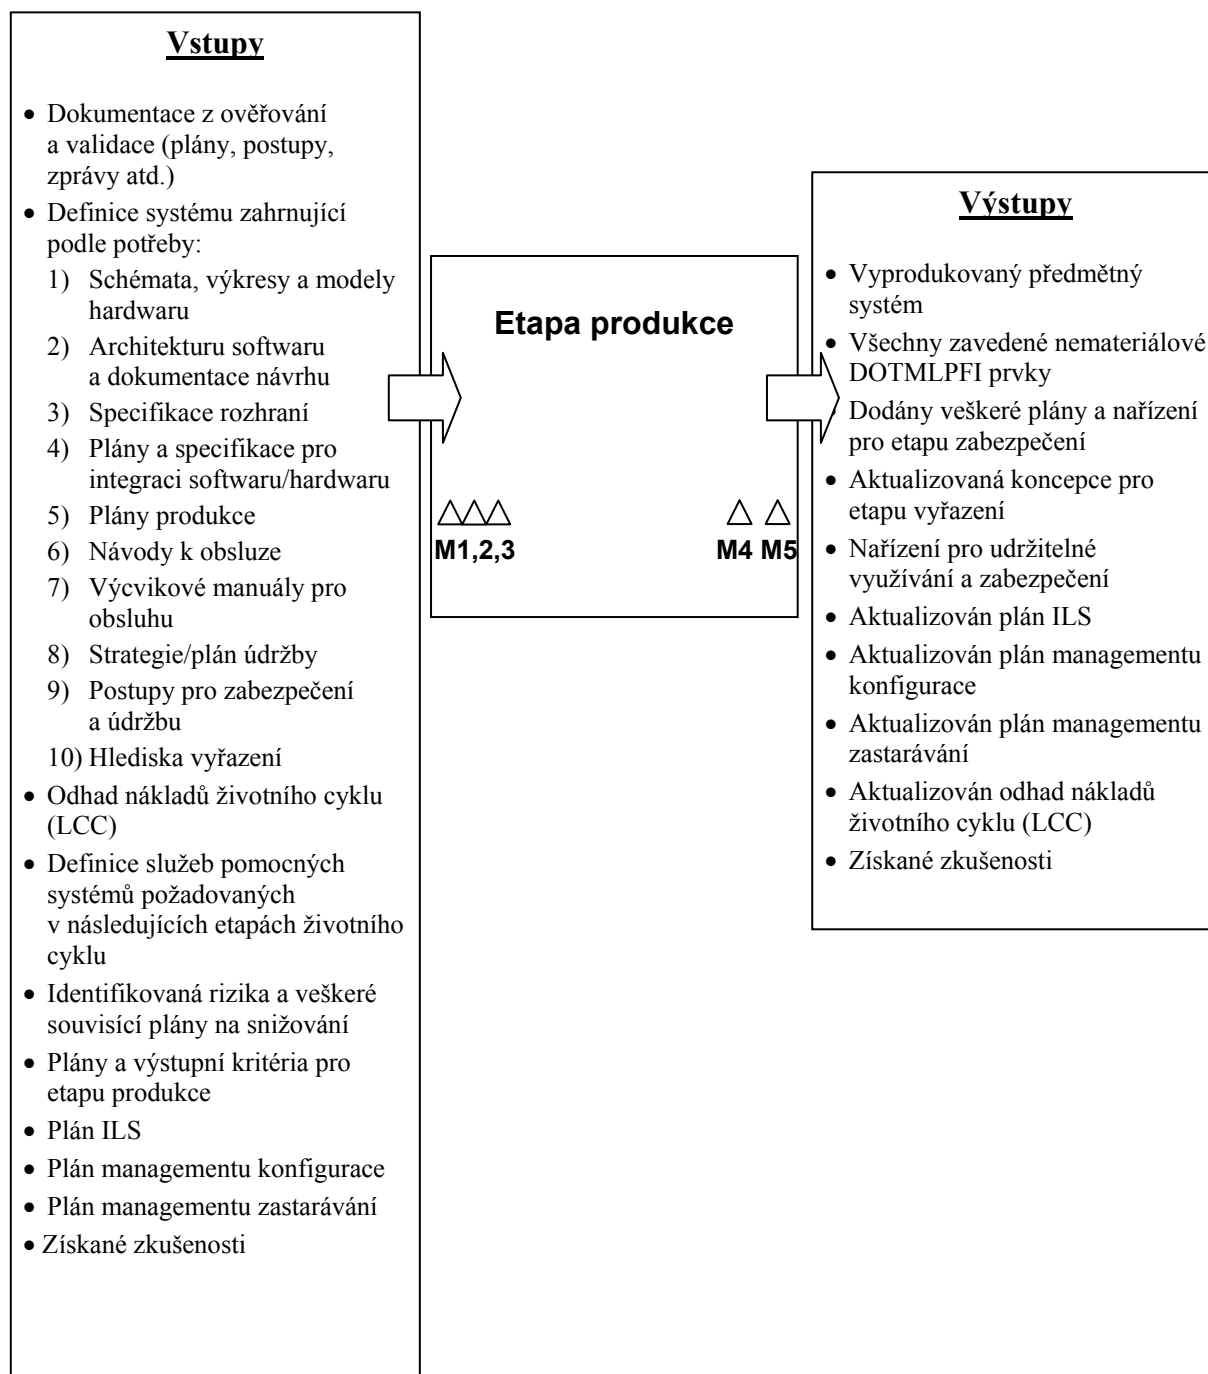 Vstupy
• Dokumentace z ověřování
a validace (plány, postupy,
zprávy atd.)
• Definice systému zahrnující
podle potřeby:
1) Schémata, výkresy a modely
hardwaru
2) Architekturu softwaru
a dokumentace návrhu
3) Specifikace rozhraní
4) Plány a specifikace pro
integraci softwaru/hardwaru
5) Plány produkce
6) Návody k obsluze
7) Výcvikové manuály pro
obsluhu
8) Strategie/plán údržby
9) Postupy pro zabezpečení
a údržbu
10) Hlediska vyřazení
• Odhad nákladů životního cyklu
(LCC)
• Definice služeb pomocných
systémů požadovaných
v následujících etapách životního
cyklu
• Identifikovaná rizika a veškeré
souvisící plány na snižování
• Plány a výstupní kritéria pro
etapu produkce
• Plán ILS
• Plán managementu konfigurace
• Plán managementu zastarávání
• Získané zkušenosti
Etapa produkce
M1,2,3
M4 M5
Výstupy
• Vyprodukovaný předmětný
systém
• Všechny zavedené nemateriálové
DOTMLPFI prvky
Dodány veškeré plány a nařízení
pro etapu zabezpečení
• Aktualizovaná koncepce pro
etapu vyřazení
• Nařízení pro udržitelné
využívání a zabezpečení
• Aktualizován plán ILS
• Aktualizován plán managementu
konfigurace
• Aktualizován plán managementu
zastarávání
• Aktualizován odhad nákladů
životního cyklu (LCC)
• Získané zkušenosti